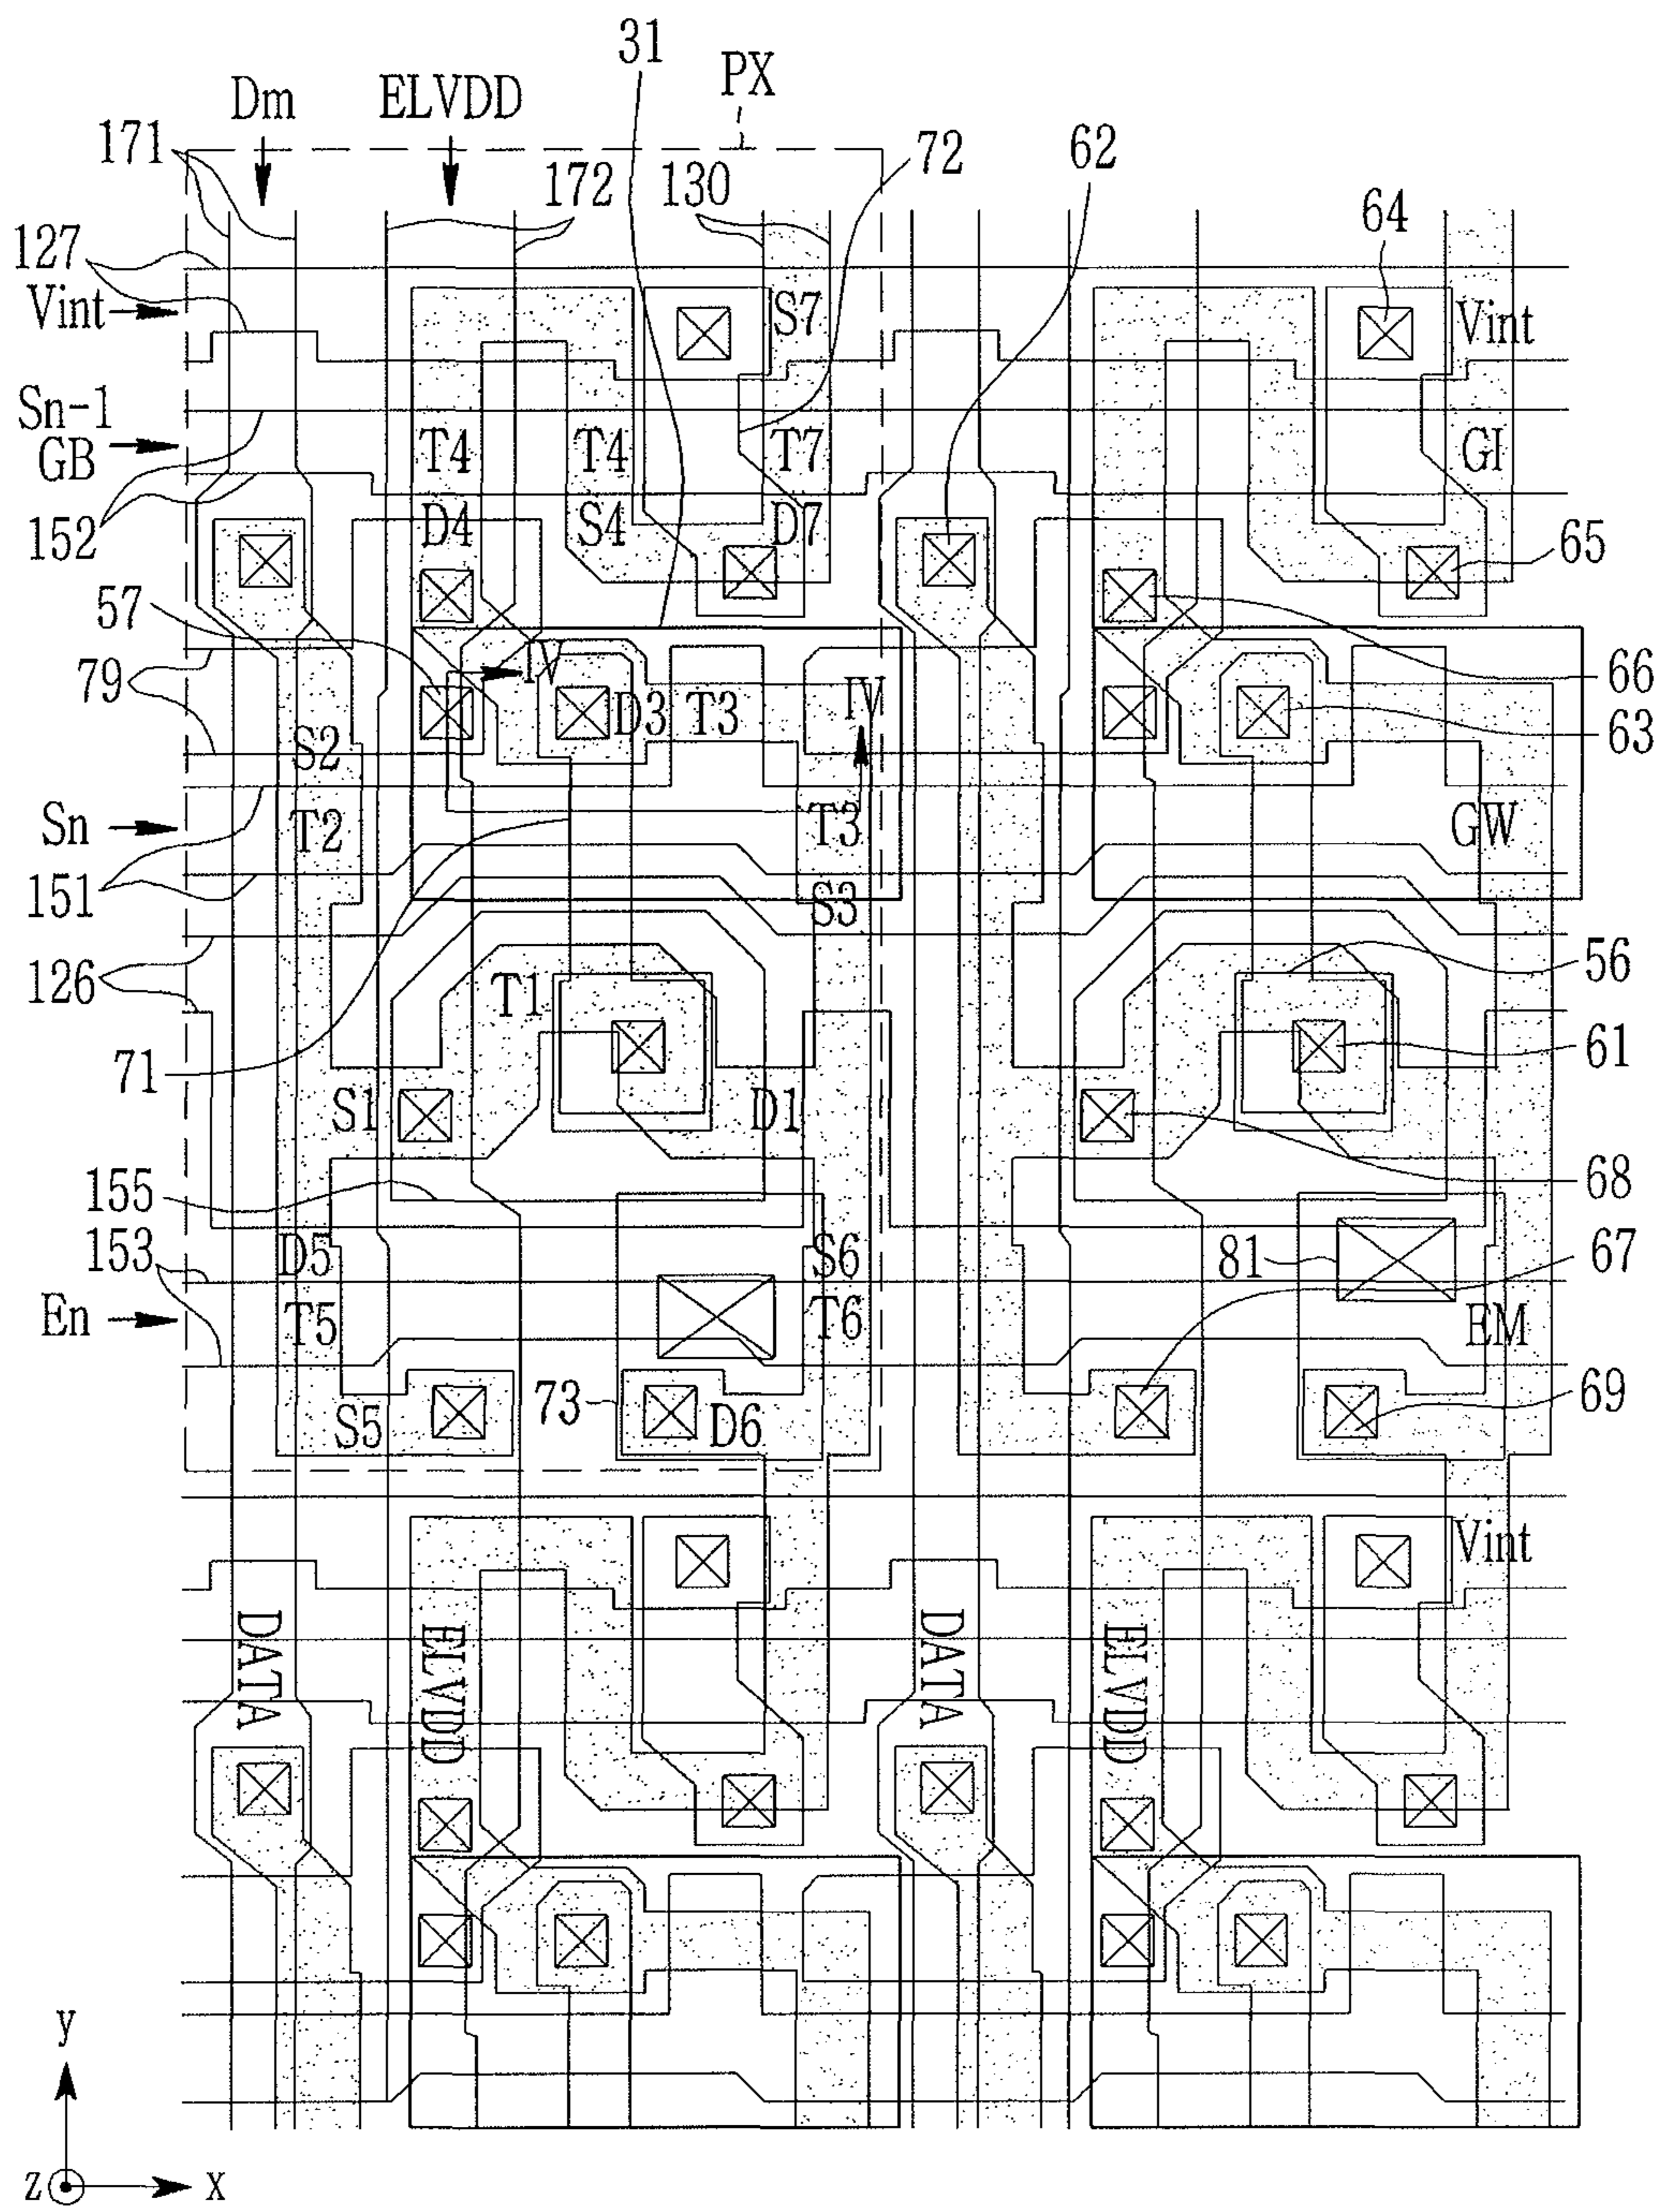 31
PX
Dm
ELVDD
171
172
130
72
62
64
127
Vint
S7
Vint
Sn-1
GB
T4
T4
T7
GI
152
D4
S4
D7
65
57
79
IV
66
D3
T3
IV
63
S2
Sn
T2
T3
GW
151
S3
126
T1
56
71
61
S1
D1
155
68
153
D5
S6
81
67
En
T5
T6
EM
73
69
S5
D6
Vint
DATA
ELVDD
DATA
ELVDD
y
z
x